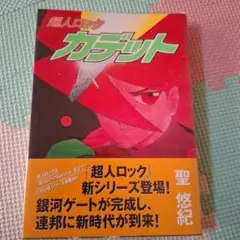 超人ロック
カデット
『超人ロック』
新シリーズ登場!
銀河ゲートが完成し、
連邦に新時代が到来!
聖 悠紀